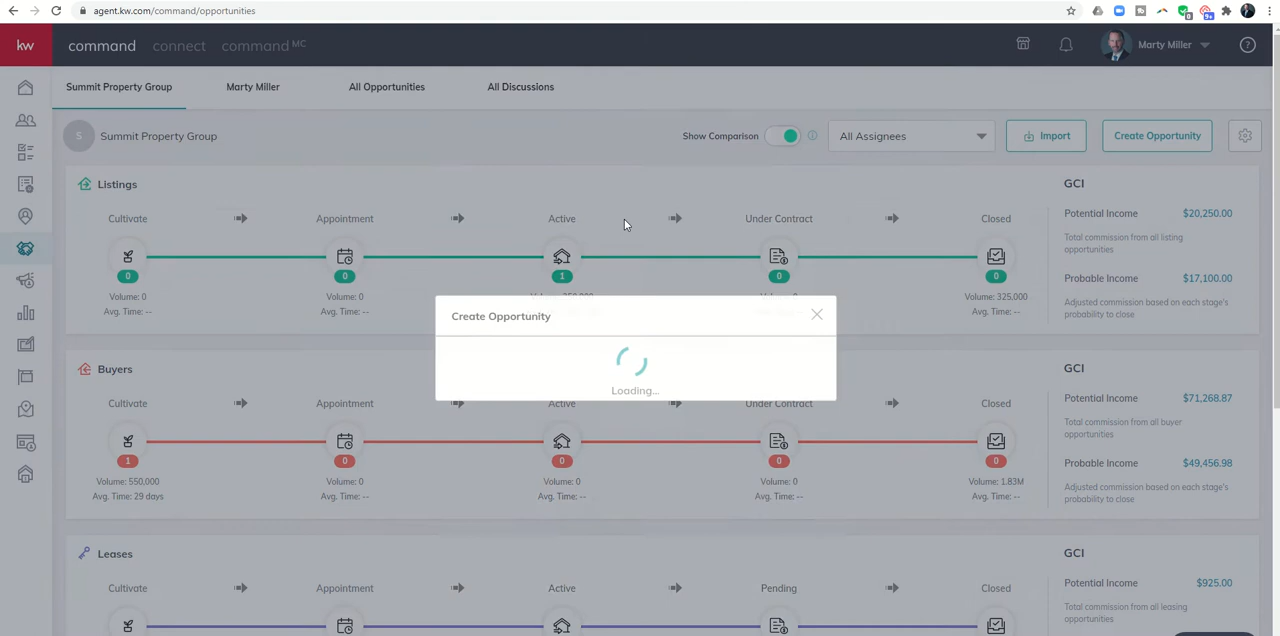 agent.kw.com/command/opportunities
0
9+
kw
command
connect
command MC
Marty Miller
?
Summit Property Group
Marty Miller
All Opportunities
All Discussions
S
Summit Property Group
Show Comparison
All Assignees
Import
Create Opportunity
Listings
GCI
Cultivate
Appointment
Active
Under Contract
Closed
Potential Income
$20,250.00
Total commission from all listing
opportunities
0
0
1
0
0
Probable Income
$17,100.00
Volume: 0
Volume: 0
Volume: 325,000
Avg. Time: --
Avg. Time: --
Avg. Time: --
Adjusted commission based on each stage's
probability to close
Create Opportunity
Loading...
Buyers
GCI
Cultivate
Appointment
Active
Under Contract
Closed
Potential Income
$71,268.87
Total commission from all buyer
opportunities
1
0
0
0
0
Probable Income
$49,456.98
Volume: 550,000
Volume: 0
Volume: 0
Volume: 0
Volume: 1.83M
Avg. Time: 29 days
Avg. Time: --
Avg. Time: --
Avg. Time: --
Avg. Time: --
Adjusted commission based on each stage's
probability to close
Leases
GCI
Cultivate
Appointment
Active
Pending
Closed
Potential Income
$925.00
Total commission from all leasing
opportunities